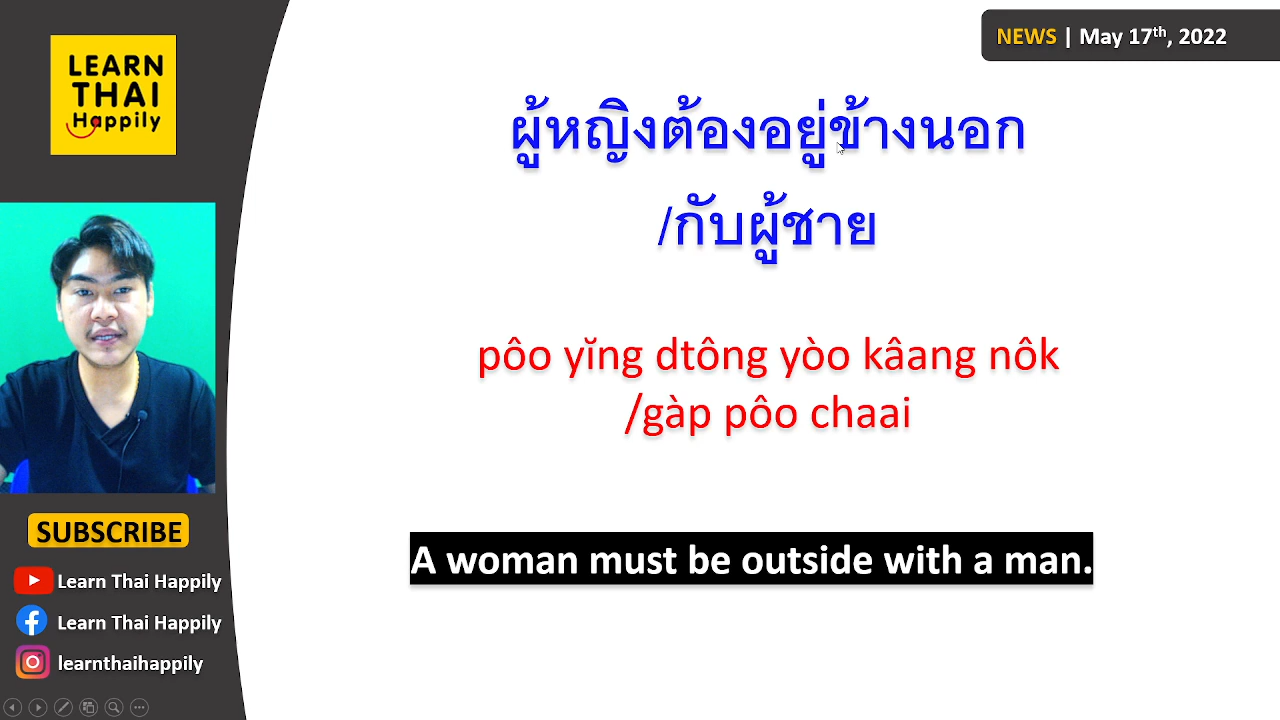 LEARN
THAI
Happily
NEWS | May 17th, 2022
ผู้หญิงต้องอยู่ข้างนอก
/กับผู้ชาย
pôo yĭng dtông yòo kâang nôk
/gàp pôo chaai
A woman must be outside with a man.
SUBSCRIBE
Learn Thai Happily
Learn Thai Happily
learnthaihappily